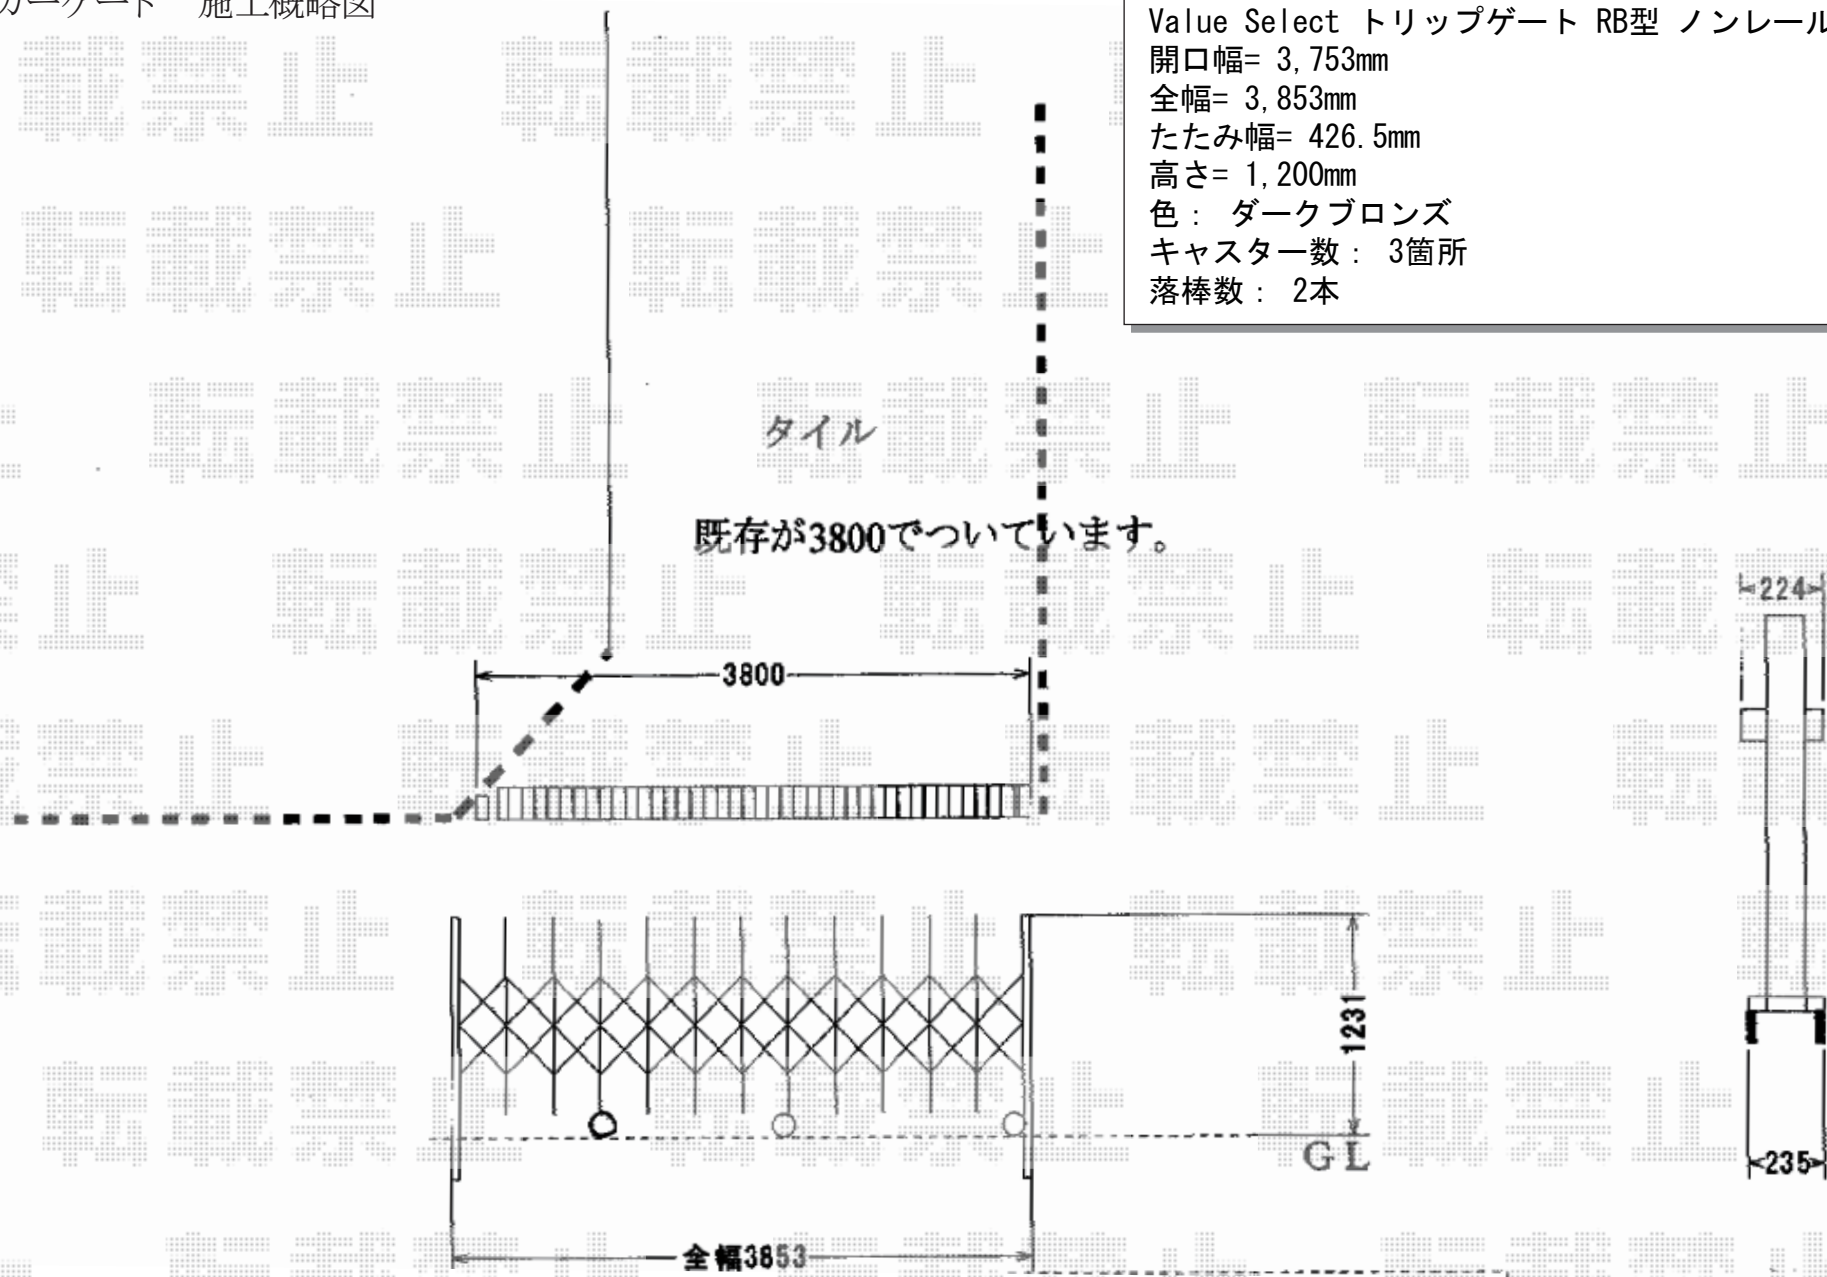 カーゲート 施工概略図
Value Select トリップゲート RB型 ノンレール
開口幅= 3,753mm
全幅= 3,853mm
たたみ幅= 426.5mm
高さ= 1,200mm
色： ダークブロンズ
キャスター数： 3箇所
落棒数： 2本
タイル
既存が3800でついています。
224
3800
1231
GL
235
全幅3853
転載禁止